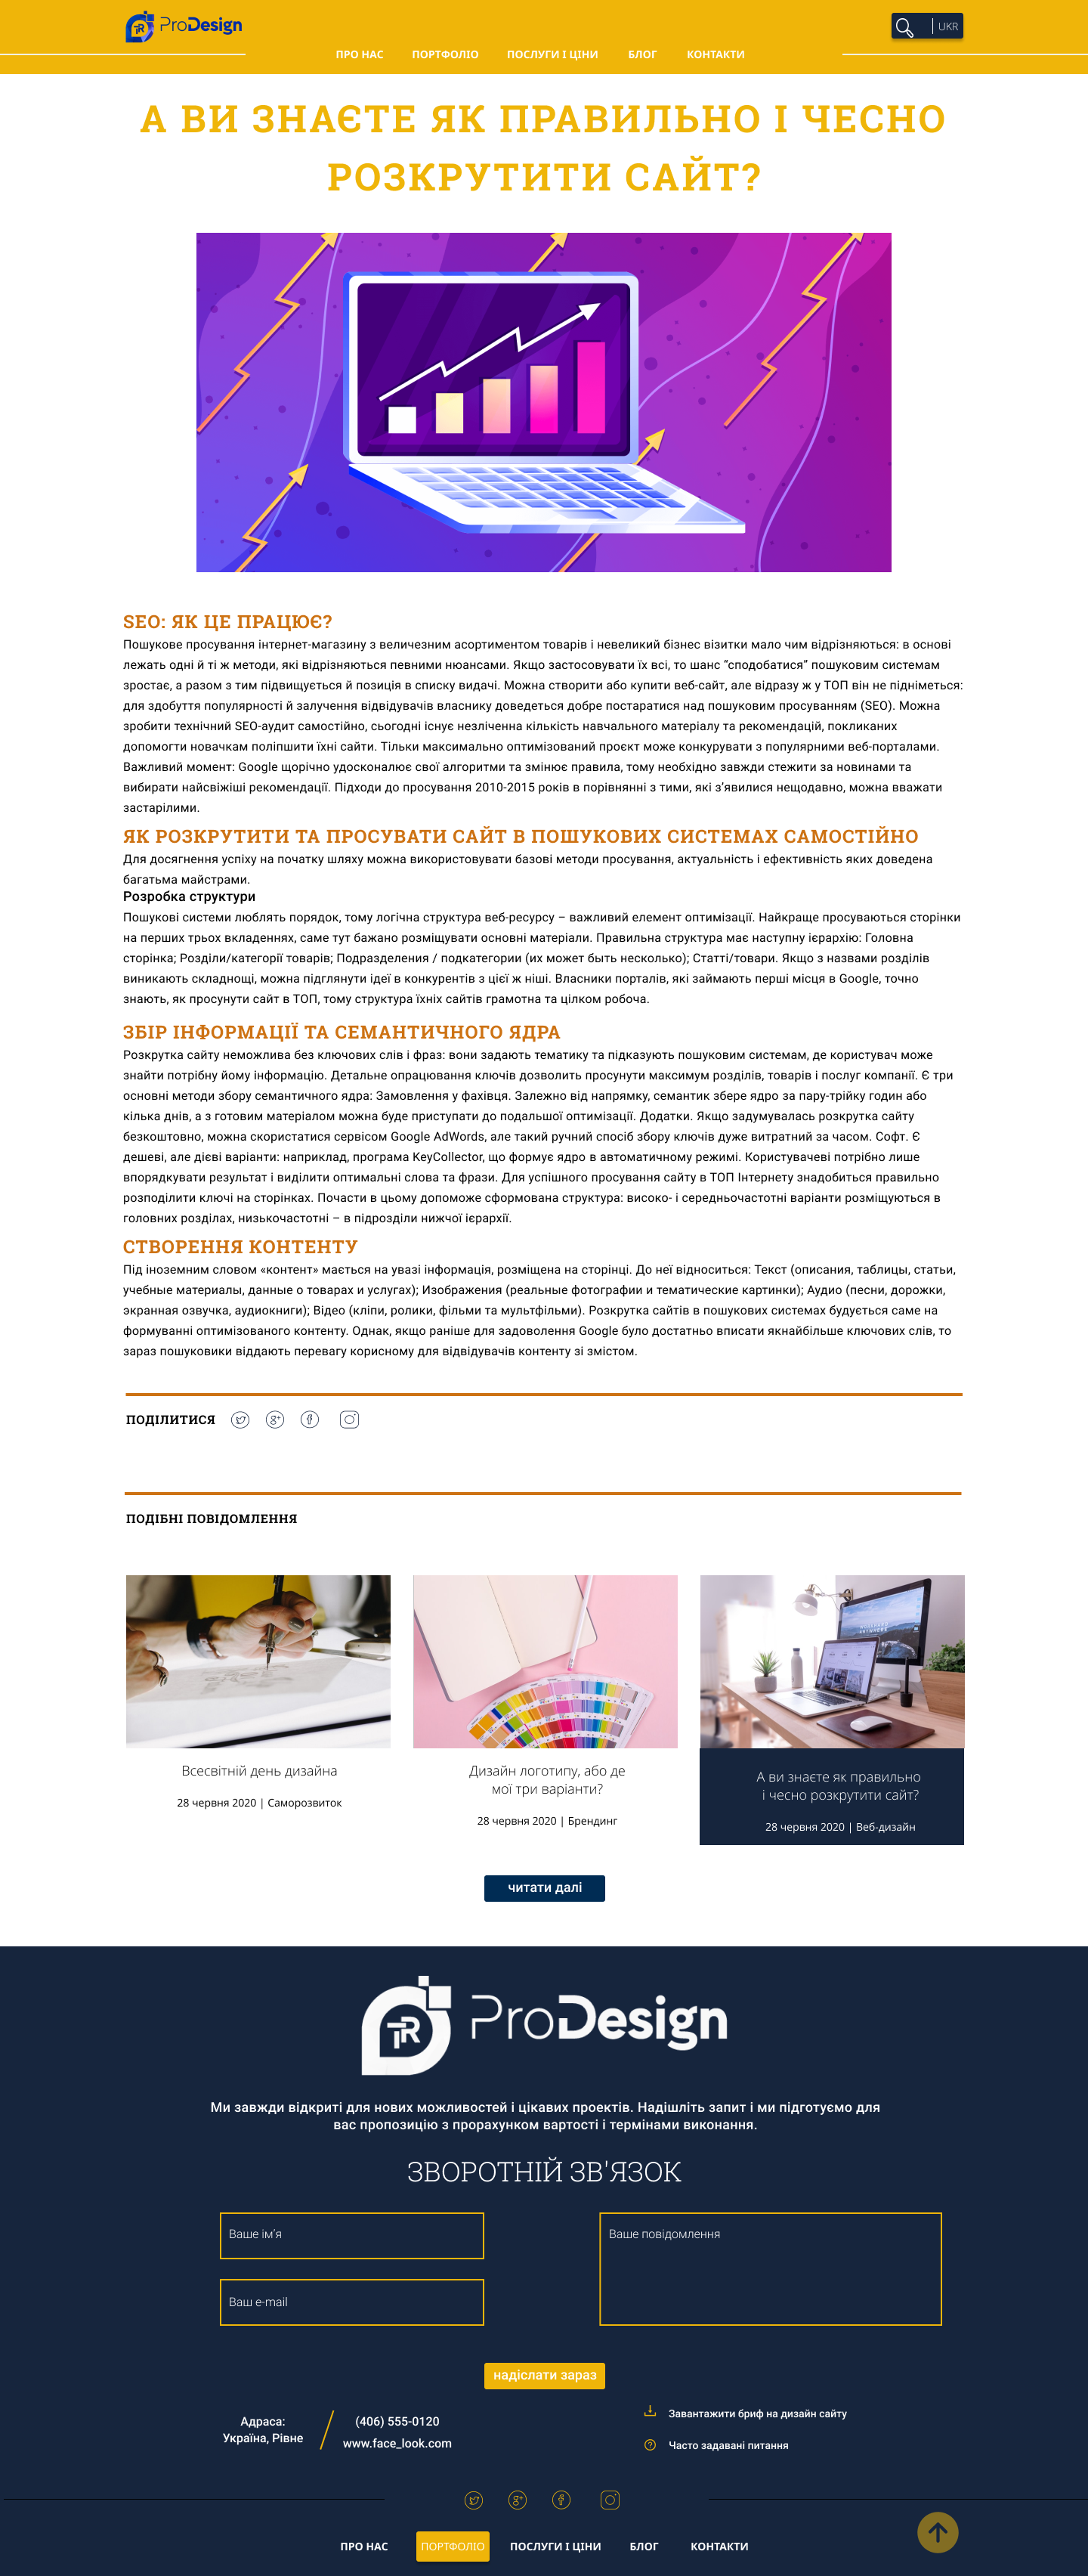 ProDesign
UKR
ПРО НАС ПОРТФОЛІО ПОСЛУГИ І ЦІНИ БЛОГ КОНТАКТИ
А ВИ ЗНАЄТЕ ЯК ПРАВИЛЬНО І ЧЕСНО
РОЗКРУТИТИ САЙТ?
SEO: ЯК ЦЕ ПРАЦЮЄ?
Пошукове просування інтернет-магазину з величезним асортиментом товарів і невеликий бізнес візитки мало чим відрізняються: в основі
лежать одні й ті ж методи, які відрізняються певними нюансами. Якщо застосовувати їх всі, то шанс “сподобатися” пошуковим системам
зростає, а разом з тим підвищується й позиція в списку видачі. Можна створити або купити веб-сайт, але відразу ж у ТОП він не підніметься:
для здобуття популярності й залучення відвідувачів власнику доведеться добре постаратися над пошуковим просуванням (SEO). Можна
зробити технічний SEO-аудит самостійно, сьогодні існує незліченна кількість навчального матеріалу та рекомендацій, покликаних
допомогти новачкам поліпшити їхні сайти. Тільки максимально оптимізований проєкт може конкурувати з популярними веб-порталами.
Важливий момент: Google щорічно удосконалює свої алгоритми та змінює правила, тому необхідно завжди стежити за новинами та
вибирати найсвіжіші рекомендації. Підходи до просування 2010-2015 років в порівнянні з тими, які з’явилися нещодавно, можна вважати
застарілими.
ЯК РОЗКРУТИТИ ТА ПРОСУВАТИ САЙТ В ПОШУКОВИХ СИСТЕМАХ САМОСТІЙНО
Для досягнення успіху на початку шляху можна використовувати базові методи просування, актуальність і ефективність яких доведена
багатьма майстрами.
Розробка структури
Пошукові системи люблять порядок, тому логічна структура веб-ресурсу – важливий елемент оптимізації. Найкраще просуваються сторінки
на перших трьох вкладеннях, саме тут бажано розміщувати основні матеріали. Правильна структура має наступну ієрархію: Головна
сторінка; Розділи/категорії товарів; Подразделения / подкатегории (их может быть несколько); Статті/товари. Якщо з назвами розділів
виникають складнощі, можна підглянути ідеї в конкурентів з цієї ж ніші. Власники порталів, які займають перші місця в Google, точно
знають, як просунути сайт в ТОП, тому структура їхніх сайтів грамотна та цілком робоча.
ЗБІР ІНФОРМАЦІЇ ТА СЕМАНТИЧНОГО ЯДРА
Розкрутка сайту неможлива без ключових слів і фраз: вони задають тематику та підказують пошуковим системам, де користувач може
знайти потрібну йому інформацію. Детальне опрацювання ключів дозволить просунути максимум розділів, товарів і послуг компанії. Є три
основні методи збору семантичного ядра: Замовлення у фахівця. Залежно від напрямку, семантик збере ядро за пару-трійку годин або
кілька днів, а з готовим матеріалом можна буде приступати до подальшої оптимізації. Додатки. Якщо задумувалась розкрутка сайту
безкоштовно, можна скористатися сервісом Google AdWords, але такий ручний спосіб збору ключів дуже витратний за часом. Софт. Є
дешеві, але дієві варіанти: наприклад, програма KeyCollector, що формує ядро в автоматичному режимі. Користувачеві потрібно лише
впорядкувати результат і виділити оптимальні слова та фрази. Для успішного просування сайту в ТОП Інтернету знадобиться правильно
розподілити ключі на сторінках. Почасти в цьому допоможе сформована структура: високо- і середньочастотні варіанти розміщуються в
головних розділах, низькочастотні – в підрозділи нижчої ієрархії.
СТВОРЕННЯ КОНТЕНТУ
Під іноземним словом «контент» мається на увазі інформація, розміщена на сторінці. До неї відноситься: Текст (описания, таблицы, статьи,
учебные материалы, данные о товарах и услугах); Изображения (реальные фотографии и тематические картинки); Аудио (песни, дорожки,
экранная озвучка, аудиокниги); Відео (кліпи, ролики, фільми та мультфільми). Розкрутка сайтів в пошукових системах будується саме на
формуванні оптимізованого контенту. Однак, якщо раніше для задоволення Google було достатньо вписати якнайбільше ключових слів, то
зараз пошуковики віддають перевагу корисному для відвідувачів контенту зі змістом.
ПОДІЛИТИСЯ
ПОДІБНІ ПОВІДОМЛЕННЯ
Всесвітній день дизайна
28 червня 2020 | Саморозвиток
Дизайн логотипу, або де
мої три варіанти?
28 червня 2020 | Брендинг
А ви знаєте як правильно
і чесно розкрутити сайт?
28 червня 2020 | Веб-дизайн
читати далі
ProDesign
Ми завжди відкриті для нових можливостей і цікавих проектів. Надішліть запит і ми підготуємо для
вас пропозицію з прорахунком вартості і термінами виконання.
ЗВОРОТНІЙ ЗВ'ЯЗОК
Ваше ім’я
Ваш e-mail
Ваше повідомлення
надіслати зараз
Адреса:
Україна, Рівне
(406) 555-0120
www.face_look.com
Завантажити бриф на дизайн сайту
Часто задавані питання
ПРО НАС ПОРТФОЛІО ПОСЛУГИ І ЦІНИ БЛОГ КОНТАКТИ